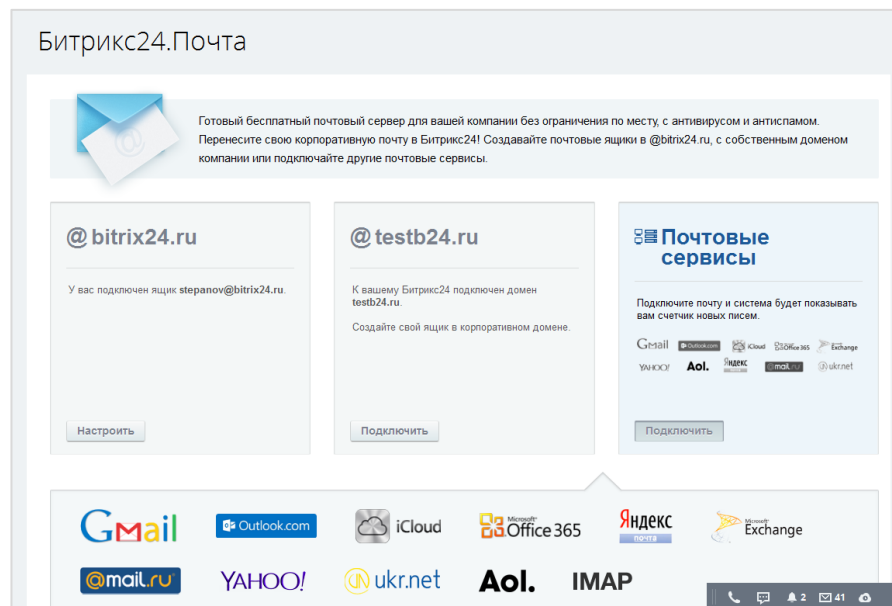 Битрикс24.Почта
Готовый бесплатный почтовый сервер для вашей компании без ограничения по месту, с антивирусом и антиспамом.
Перенесите свою корпоративную почту в Битрикс24! Создавайте почтовые ящики в @bitrix24.ru, с собственным доменом
компании или подключайте другие почтовые сервисы.
@bitrix24.ru
У вас подключен ящик stepanov@bitrix24.ru.
Настроить
@testb24.ru
К вашему Битрикс24 подключен домен
testb24.ru.
Создайте свой ящик в корпоративном домене.
Подключить
Почтовые
сервисы
Подключите почту и система будет показывать
вам счетчик новых писем.
Gmail Outlook.com iCloud Office 365 Exchange
YAHOO! Aol. Яндекс @mail.ru ukr.net
Подключить
Gmail Outlook.com iCloud Microsoft Office 365 Яндекс почта Microsoft Exchange
@mail.ru YAHOO! ukr.net Aol. IMAP
2 41